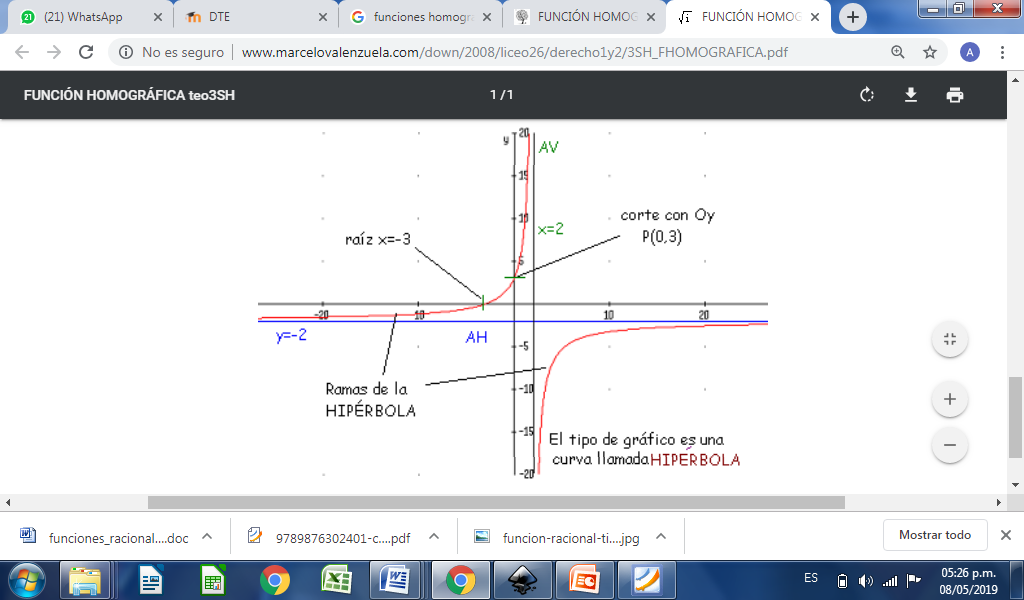 (21) WhatsApp
DTE
funciones homogr
FUNCIÓN HOMOG
FUNCIÓN HOMOG
No es seguro | www.marcelovalenzuela.com/down/2008/liceo26/derecho1y2/3SH_FHOMOGRAFICA.pdf
A
FUNCIÓN HOMOGRÁFICA teo3SH
1 / 1
y
20
AV
15
10
corte con Oy
P(0,3)
x=2
raíz x=-3
5
-20
-10
10
20
y=-2
AH
-5
Ramas de la
HIPÉRBOLA
-10
-15
El tipo de gráfico es una
curva llamada HIPÉRBOLA
-20
funciones_racional....doc
9789876302401-c....pdf
funcion-racional-ti....jpg
Mostrar todo
ES
05:26 p.m.
08/05/2019